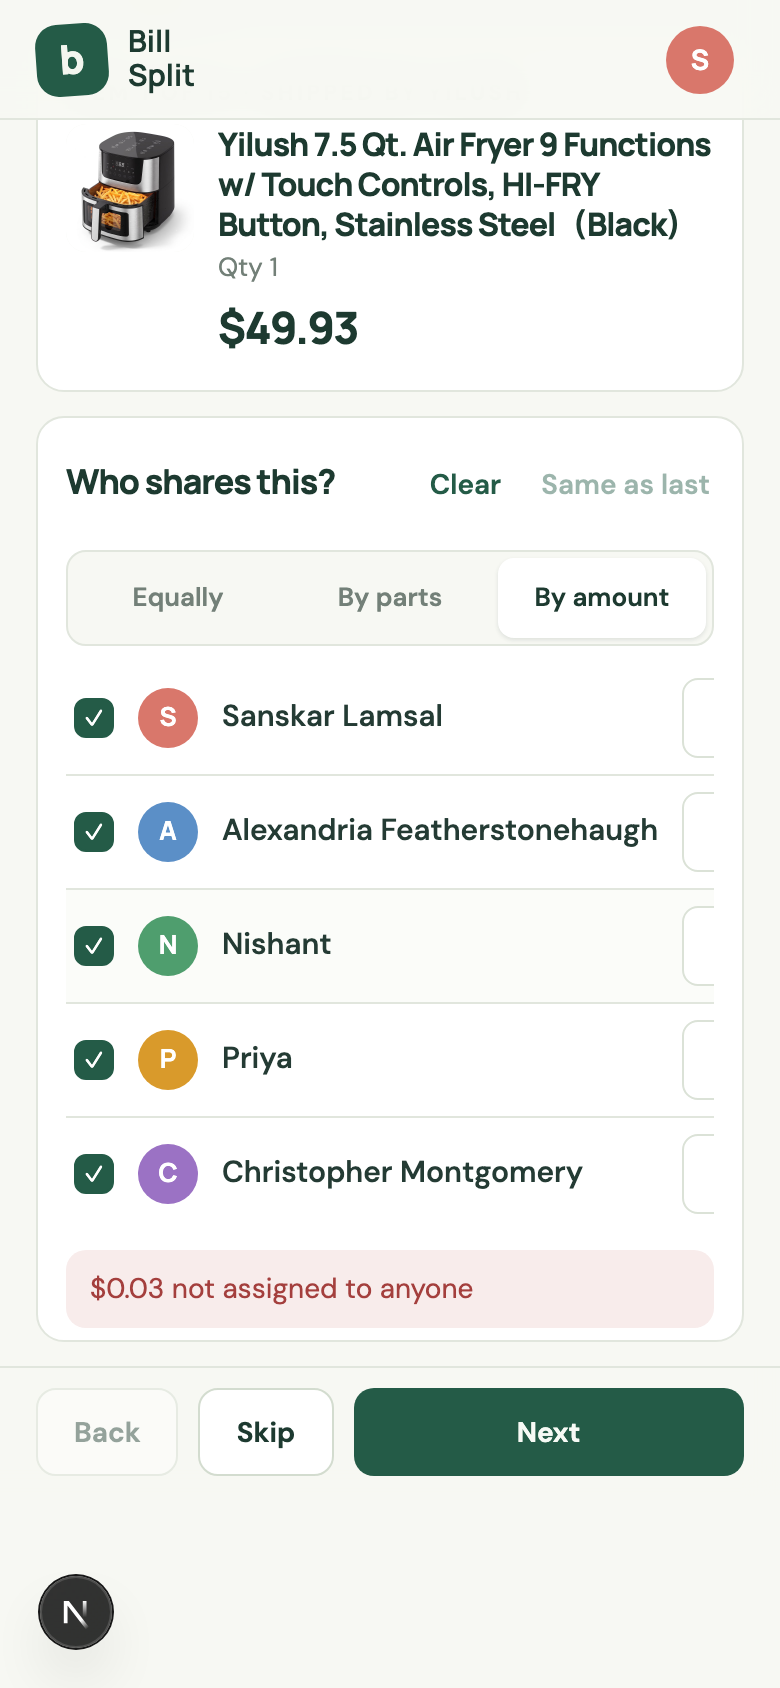 b
Bill
Split
S
Yilush 7.5 Qt. Air Fryer 9 Functions
w/ Touch Controls, HI-FRY
Button, Stainless Steel（Black）
Qty 1
$49.93
Who shares this?
Clear
Same as last
Equally
By parts
By amount
S
Sanskar Lamsal
A
Alexandria Featherstonehaugh
N
Nishant
P
Priya
C
Christopher Montgomery
$0.03 not assigned to anyone
Back
Skip
Next
N